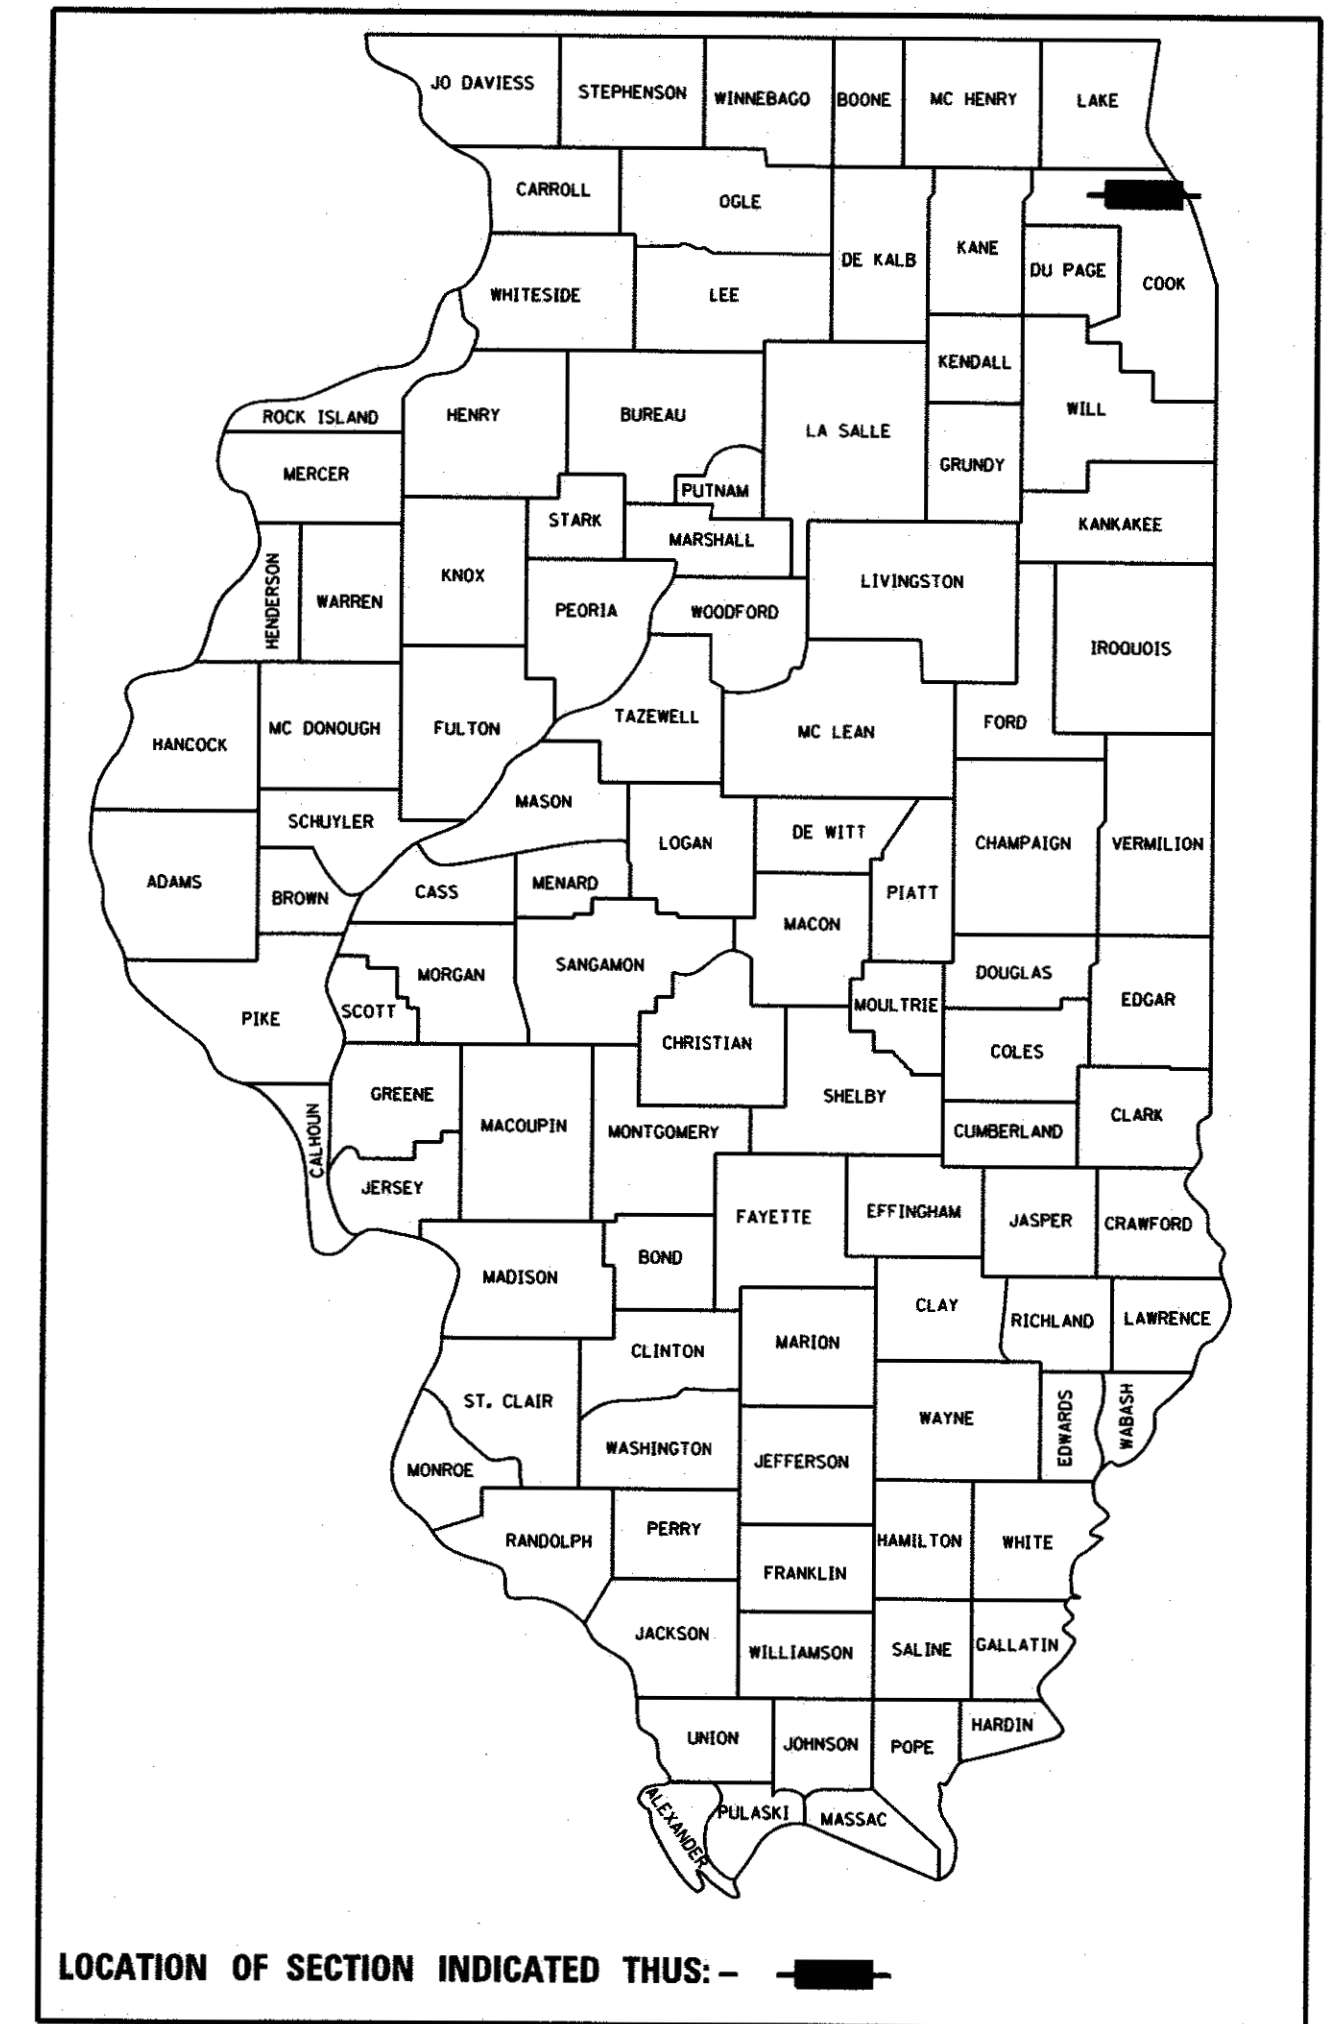 JO DAVIESS
STEPHENSON
WINNEBAGO
BOONE
MC HENRY
LAKE
CARROLL
OGLE
DE KALB
KANE
DU PAGE
COOK
WHITESIDE
LEE
KENDALL
ROCK ISLAND
HENRY
BUREAU
LA SALLE
WILL
GRUNDY
MERCER
PUTNAM
STARK
MARSHALL
KANKAKEE
HENDERSON
WARREN
KNOX
PEORIA
WOODFORD
LIVINGSTON
IROQUOIS
HANCOCK
MC DONOUGH
FULTON
TAZEWELL
MC LEAN
FORD
MASON
SCHUYLER
LOGAN
DE WITT
CHAMPAIGN
VERMILION
ADAMS
BROWN
CASS
MENARD
PIATT
MACON
MORGAN
SANGAMON
DOUGLAS
EDGAR
PIKE
SCOTT
MOULTRIE
CHRISTIAN
COLES
GREENE
SHELBY
CALHOUN
MACOUPIN
MONTGOMERY
CUMBERLAND
CLARK
JERSEY
FAYETTE
EFFINGHAM
JASPER
CRAWFORD
MADISON
BOND
CLAY
RICHLAND
LAWRENCE
CLINTON
MARION
ST. CLAIR
WAYNE
EDWARDS
WABASH
WASHINGTON
JEFFERSON
MONROE
RANDOLPH
PERRY
HAMILTON
WHITE
FRANKLIN
JACKSON
WILLIAMSON
SALINE
GALLATIN
UNION
JOHNSON
POPE
HARDIN
ALEXANDER
PULASKI
MASSAC
LOCATION OF SECTION INDICATED THUS: –